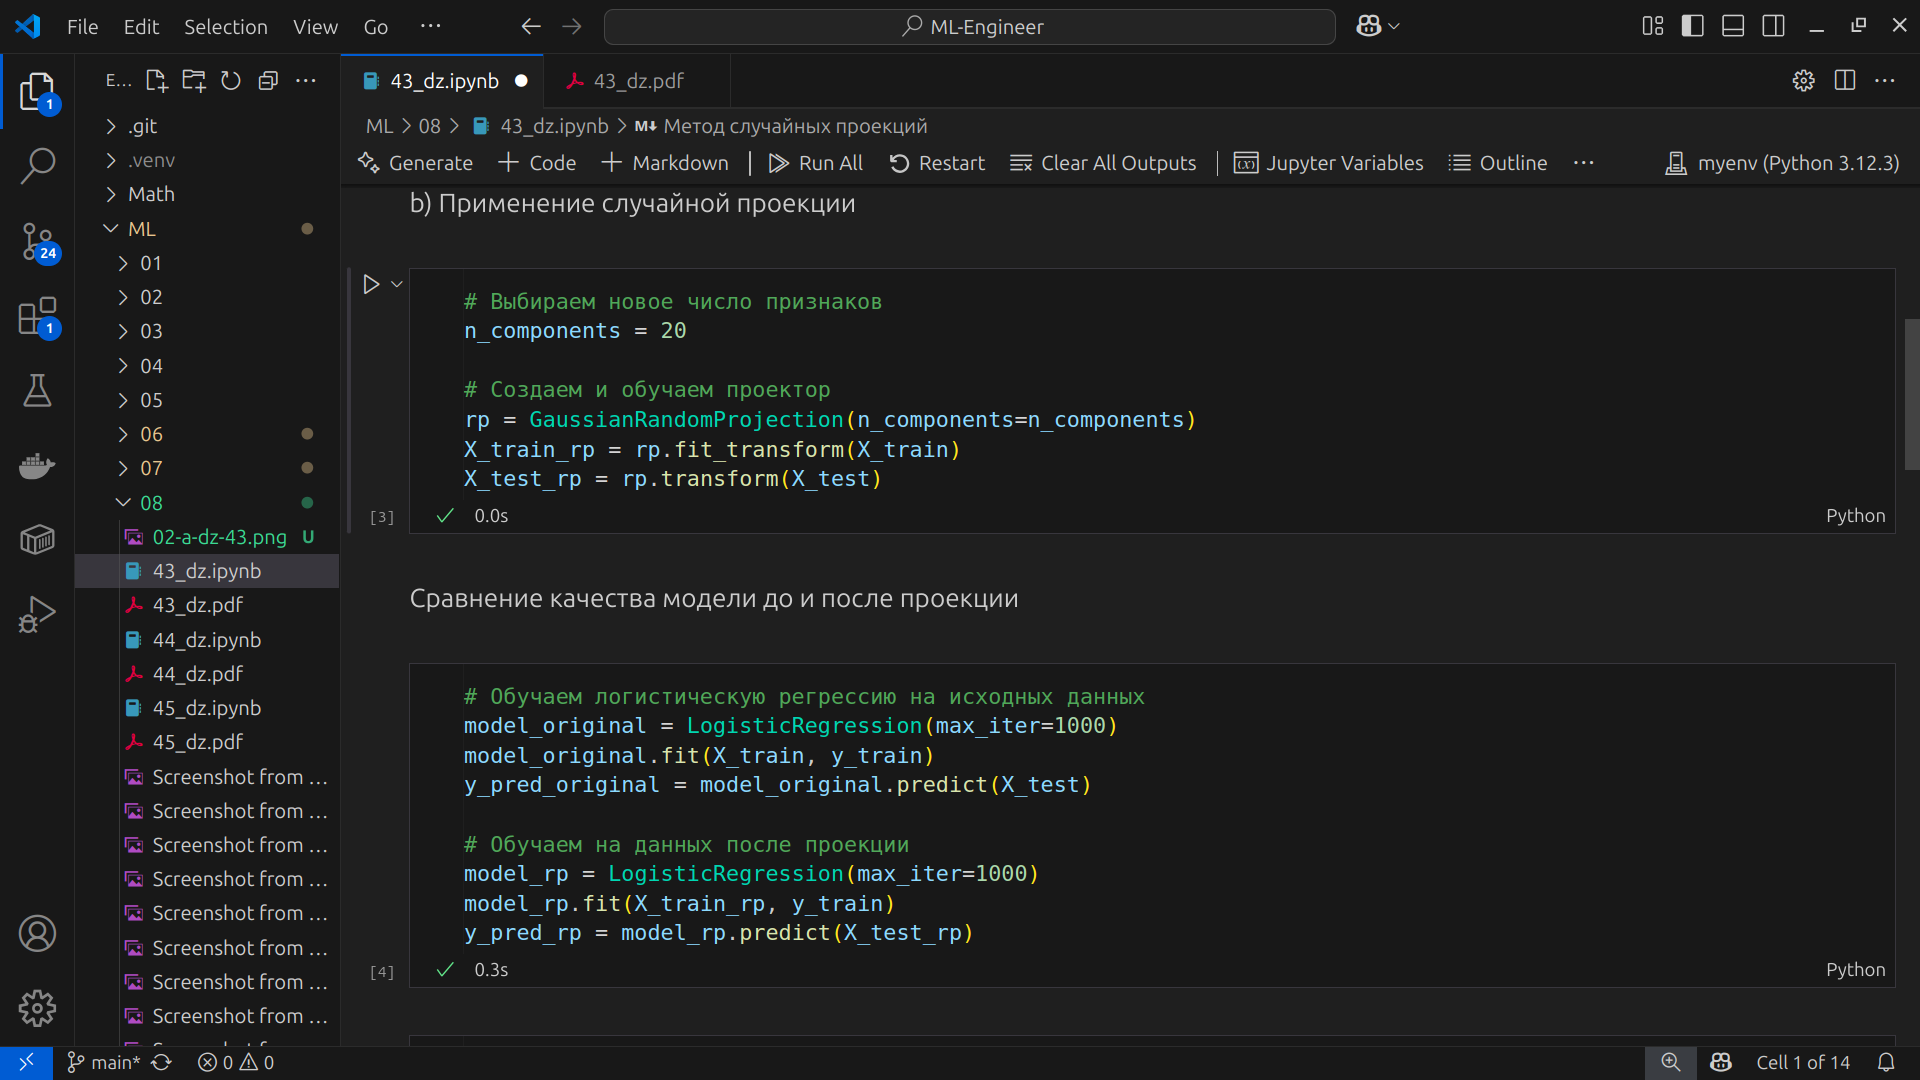 File Edit Selection View Go ···
ML-Engineer
E... ···
43_dz.ipynb
43_dz.pdf
ML > 08 > 43_dz.ipynb > M↓ Метод случайных проекций
Generate + Code + Markdown | Run All Restart Clear All Outputs | Jupyter Variables Outline ··· myenv (Python 3.12.3)
.git
.venv
Math
ML
01
02
03
04
05
06
07
08
02-a-dz-43.png U
43_dz.ipynb
43_dz.pdf
44_dz.ipynb
44_dz.pdf
45_dz.ipynb
45_dz.pdf
Screenshot from ...
Screenshot from ...
Screenshot from ...
Screenshot from ...
Screenshot from ...
Screenshot from ...
Screenshot from ...
Screenshot from ...
1
24
1
b) Применение случайной проекции
# Выбираем новое число признаков
n_components = 20
# Создаем и обучаем проектор
rp = GaussianRandomProjection(n_components=n_components)
X_train_rp = rp.fit_transform(X_train)
X_test_rp = rp.transform(X_test)
[3] 0.0s Python
Сравнение качества модели до и после проекции
# Обучаем логистическую регрессию на исходных данных
model_original = LogisticRegression(max_iter=1000)
model_original.fit(X_train, y_train)
y_pred_original = model_original.predict(X_test)
# Обучаем на данных после проекции
model_rp = LogisticRegression(max_iter=1000)
model_rp.fit(X_train_rp, y_train)
y_pred_rp = model_rp.predict(X_test_rp)
[4] 0.3s Python
main* 0 0 Cell 1 of 14